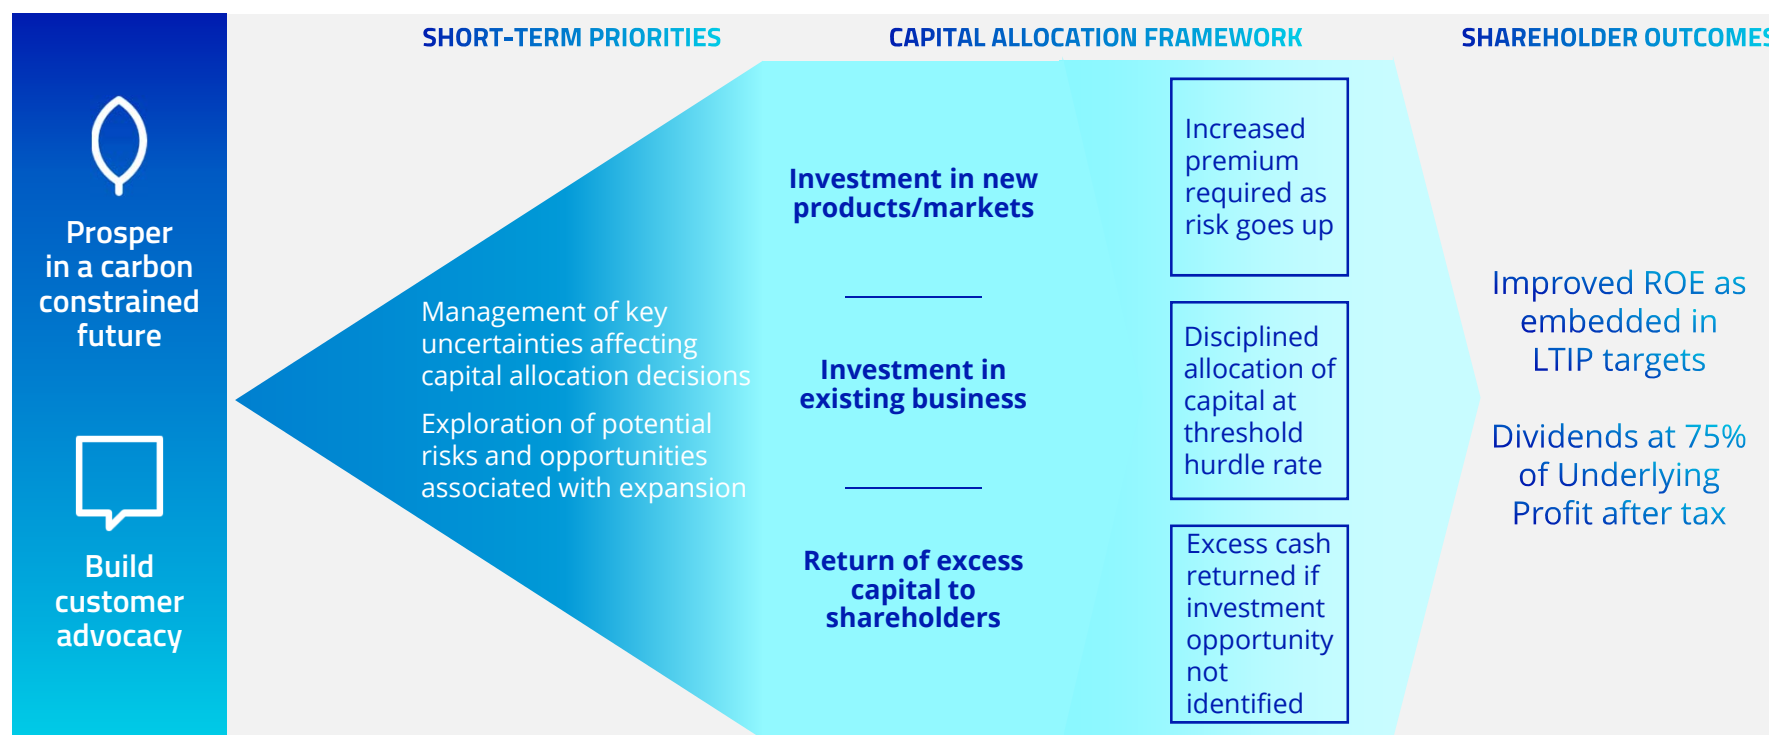 SHORT-TERM PRIORITIES
CAPITAL ALLOCATION FRAMEWORK
SHAREHOLDER OUTCOMES
Prosper
in a carbon
constrained
future
Build
customer
advocacy
Management of key
uncertainties affecting
capital allocation decisions
Exploration of potential
risks and opportunities
associated with expansion
Investment in new
products/markets
Investment in
existing business
Return of excess
capital to
shareholders
Increased
premium
required as
risk goes up
Disciplined
allocation of
capital at
threshold
hurdle rate
Excess cash
returned if
investment
opportunity
not
identified
Improved ROE as
embedded in
LTIP targets
Dividends at 75%
of Underlying
Profit after tax